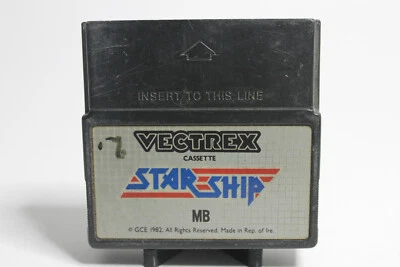 INSERT TO THIS LINE
VECTREX
CASSETTE
STAR SHIP
MB
© GCE 1982. All Rights Reserved. Made in Rep. of Ire.